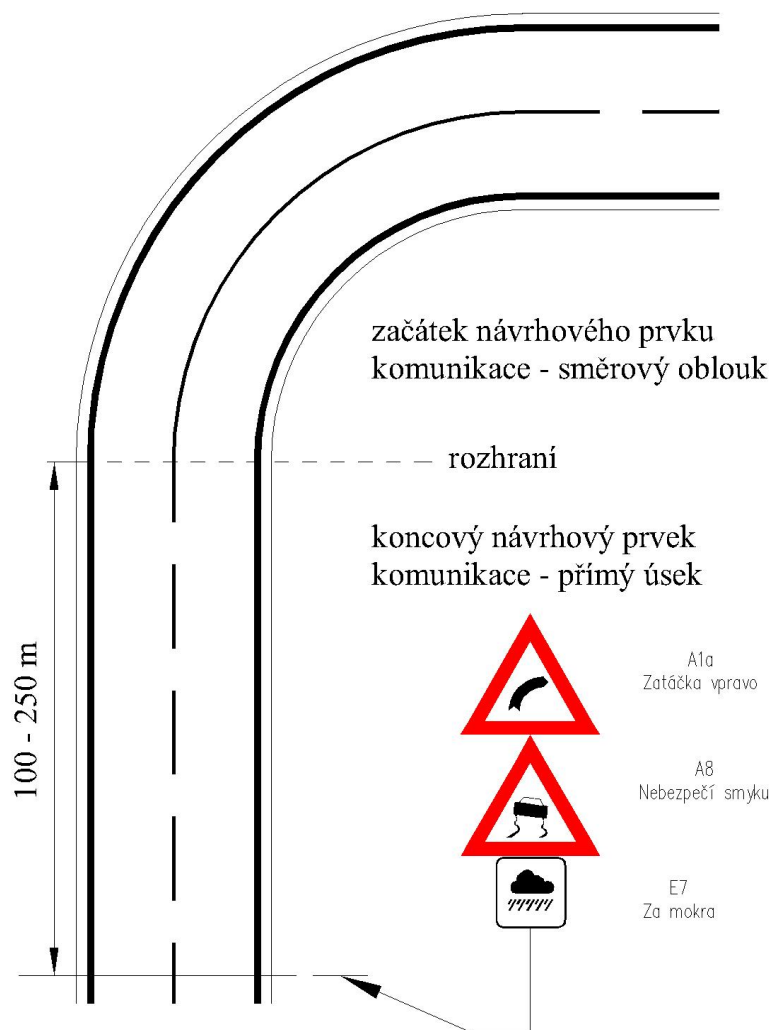 začátek návrhového prvku
komunikace - směrový oblouk
rozhraní
koncový návrhový prvek
komunikace - přímý úsek
100 - 250 m
A1a
Zatáčka vpravo
A8
Nebezpečí smyku
E7
Za mokra